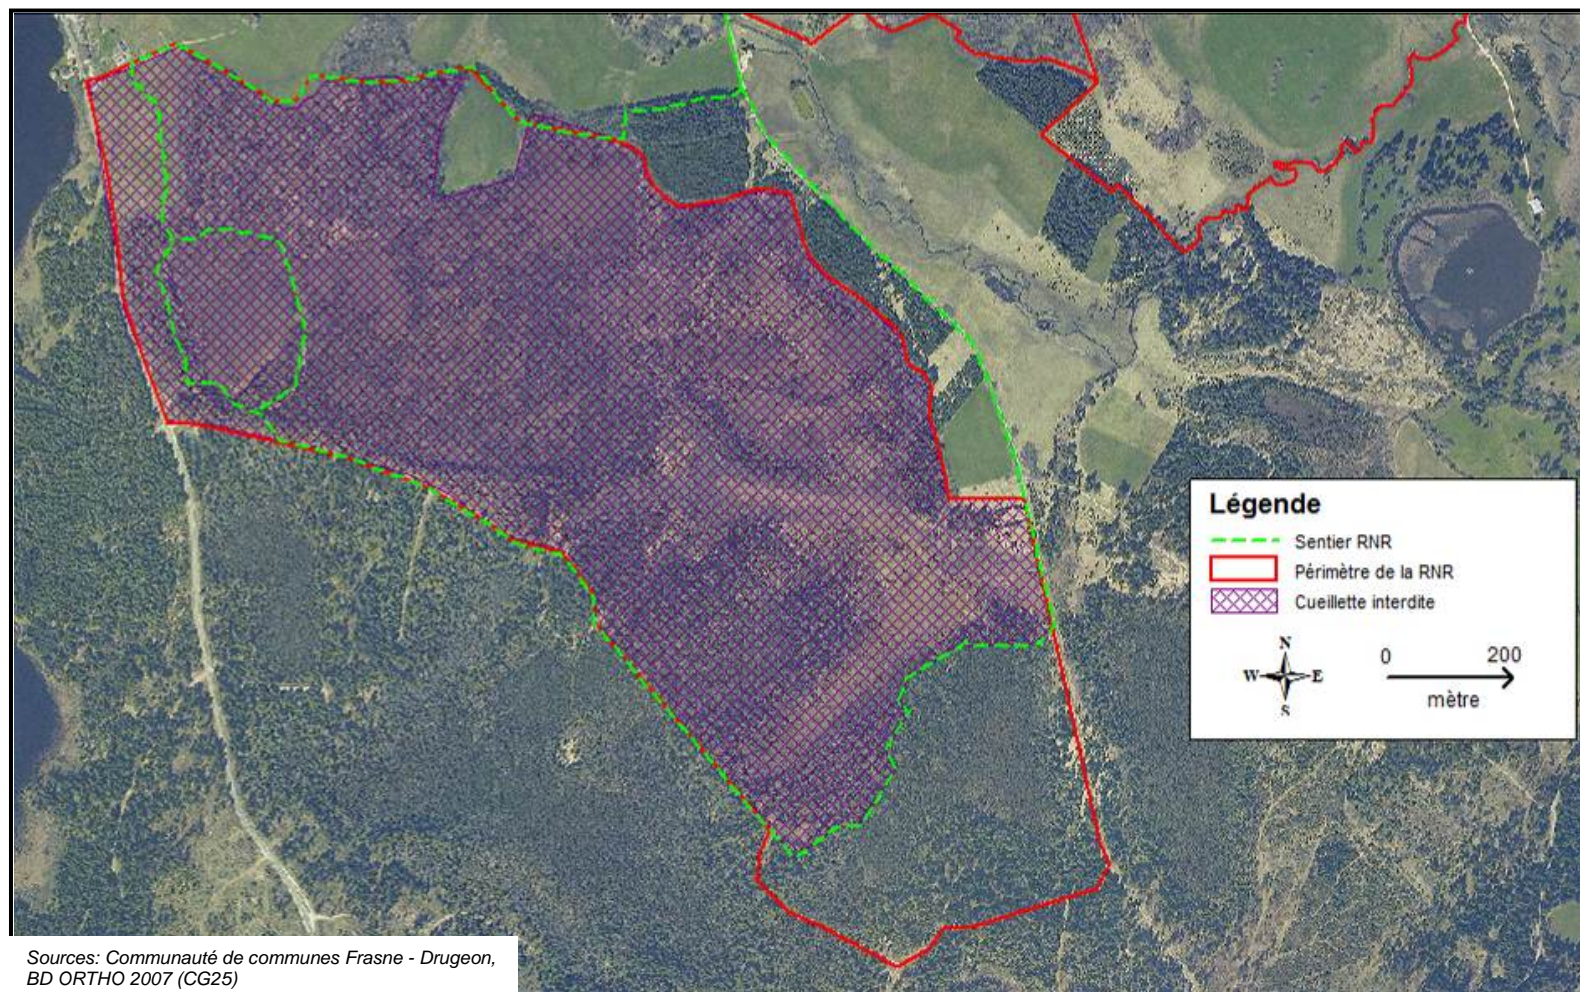 Légende
Sentier RNR
Périmètre de la RNR
Cueillette interdite
N
W E
S
0 200
mètre
Sources: Communauté de communes Frasne - Drugeon,
BD ORTHO 2007 (CG25)